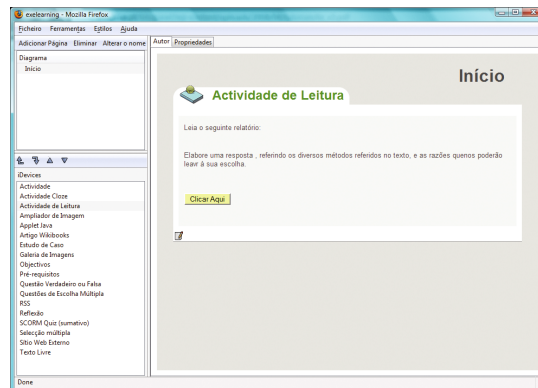 exelearning - Mozilla Firefox
Ficheiro Ferramentas Estilos Ajuda
Adicionar Página Eliminar Alterar o nome
Autor Propriedades
Diagrama
Início
Início
Actividade de Leitura
Leia o seguinte relatório:
Elabore uma resposta , referindo os diversos métodos referidos no texto, e as razões quenos poderão
leavr à sua escolha.
Clicar Aqui
iDevices
Actividade
Actividade Cloze
Actividade de Leitura
Ampliador de Imagem
Applet Java
Artigo Wikibooks
Estudo de Caso
Galeria de Imagens
Objectivos
Pré-requisitos
Questão Verdadeiro ou Falsa
Questões de Escolha Múltipla
RSS
Reflexão
SCORM Quiz (sumativo)
Selecção múltipla
Sítio Web Externo
Texto Livre
Done